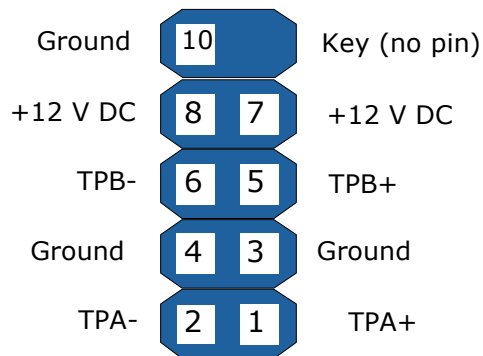 Ground 10 Key (no pin)
+12 V DC 8 7 +12 V DC
TPB- 6 5 TPB+
Ground 4 3 Ground
TPA- 2 1 TPA+